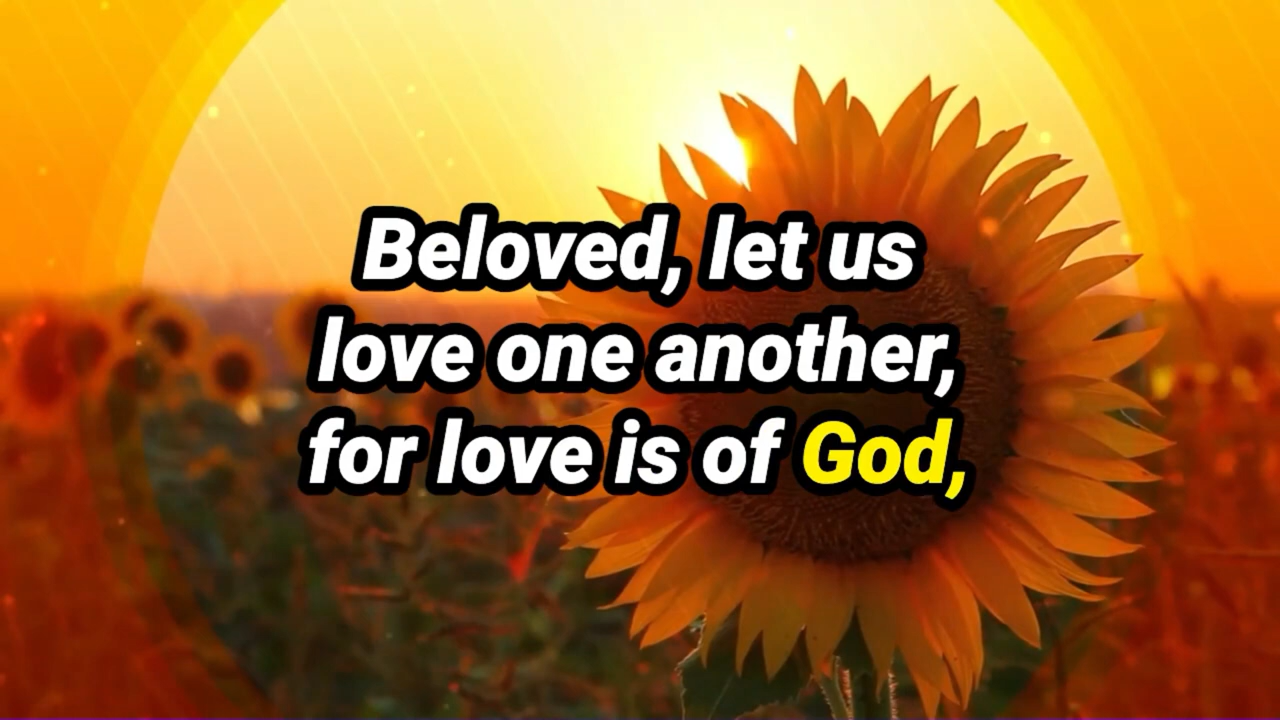 Beloved, let us
love one another,
for love is of God,